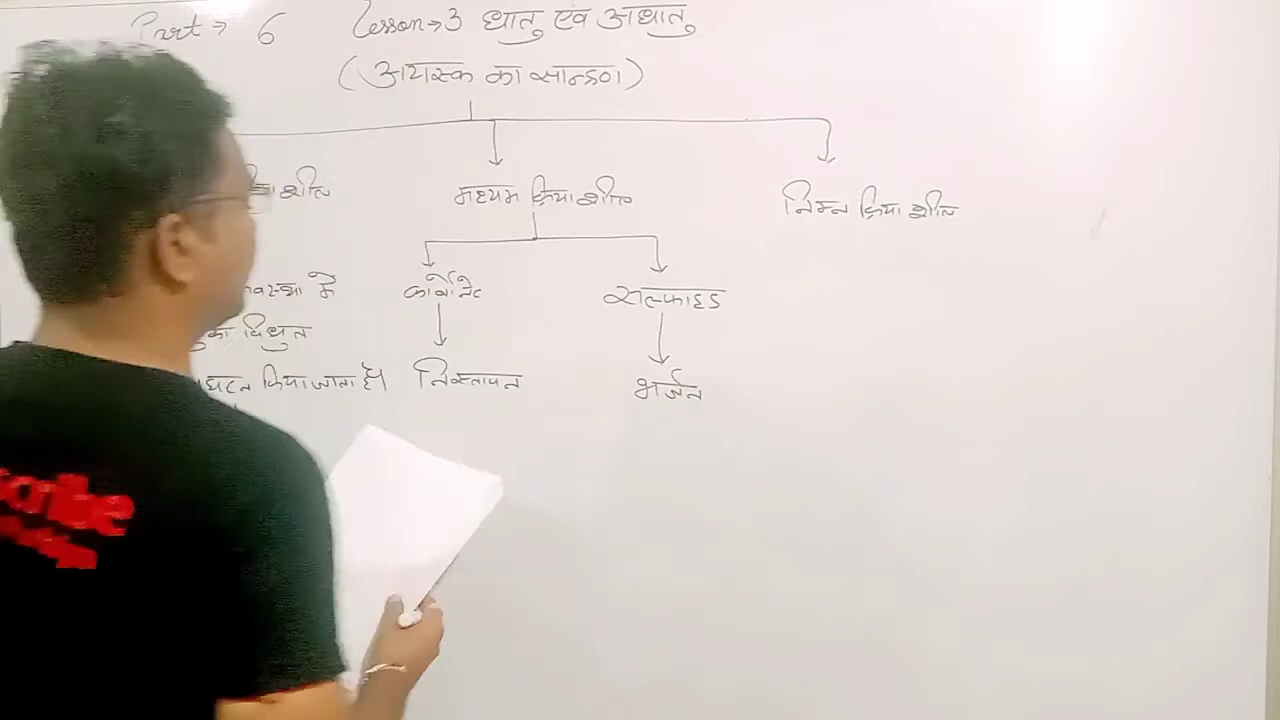 Part → 6 Lesson → 3 धातु एवं अधातु
(अयस्क का सान्द्रण)
शील मध्यम क्रियाशील निम्न क्रियाशील
में कार्बोनेट सल्फाइड
का विधुत
किया जाता है। निस्तापन भर्जन